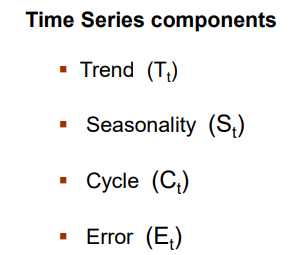 Time Series components
▪ Trend (Tₜ)
▪ Seasonality (Sₜ)
▪ Cycle (Cₜ)
▪ Error (Eₜ)